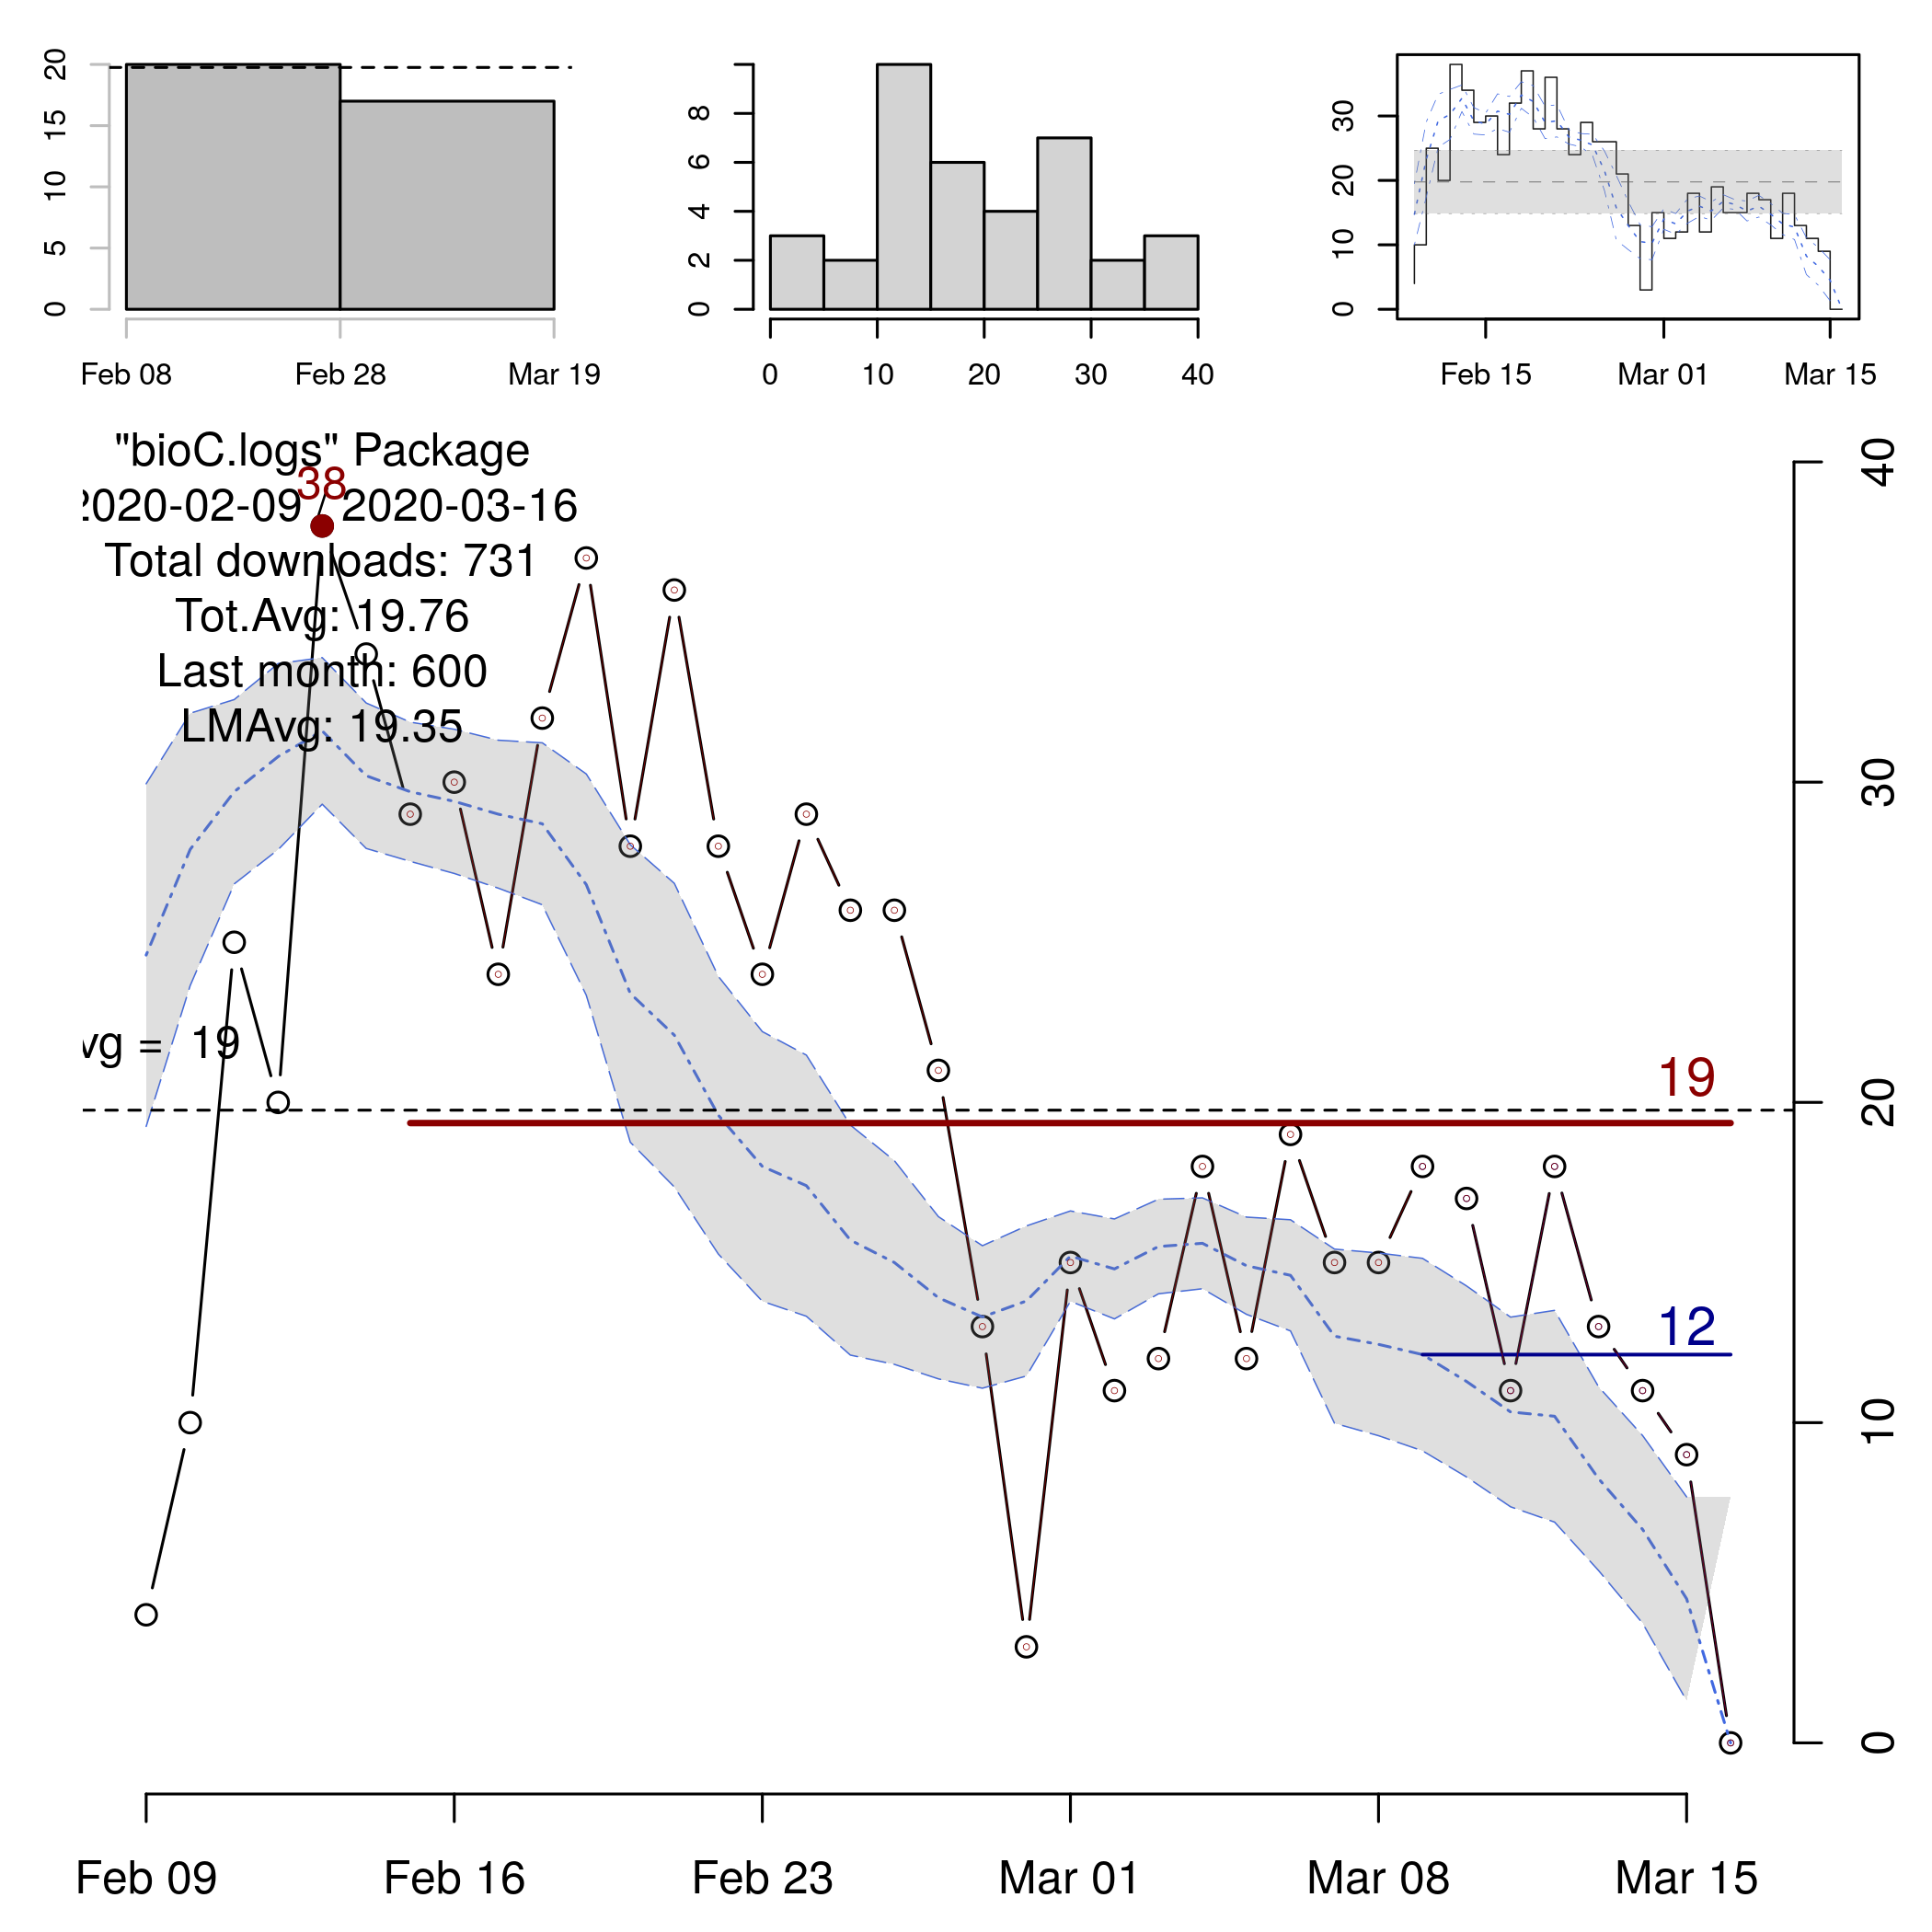 20
15
10
5
0
Feb 08 Feb 28 Mar 19
8
6
4
2
0
0 10 20 30 40
30
20
10
0
Feb 15 Mar 01 Mar 15
"bioC.logs" Package
2020-02-09 2020-03-16
38
Total downloads: 731
Tot.Avg: 19.76
Last month: 600
LMAvg: 19.35
vg = 19
19
12
40
30
20
10
0
Feb 09 Feb 16 Feb 23 Mar 01 Mar 08 Mar 15